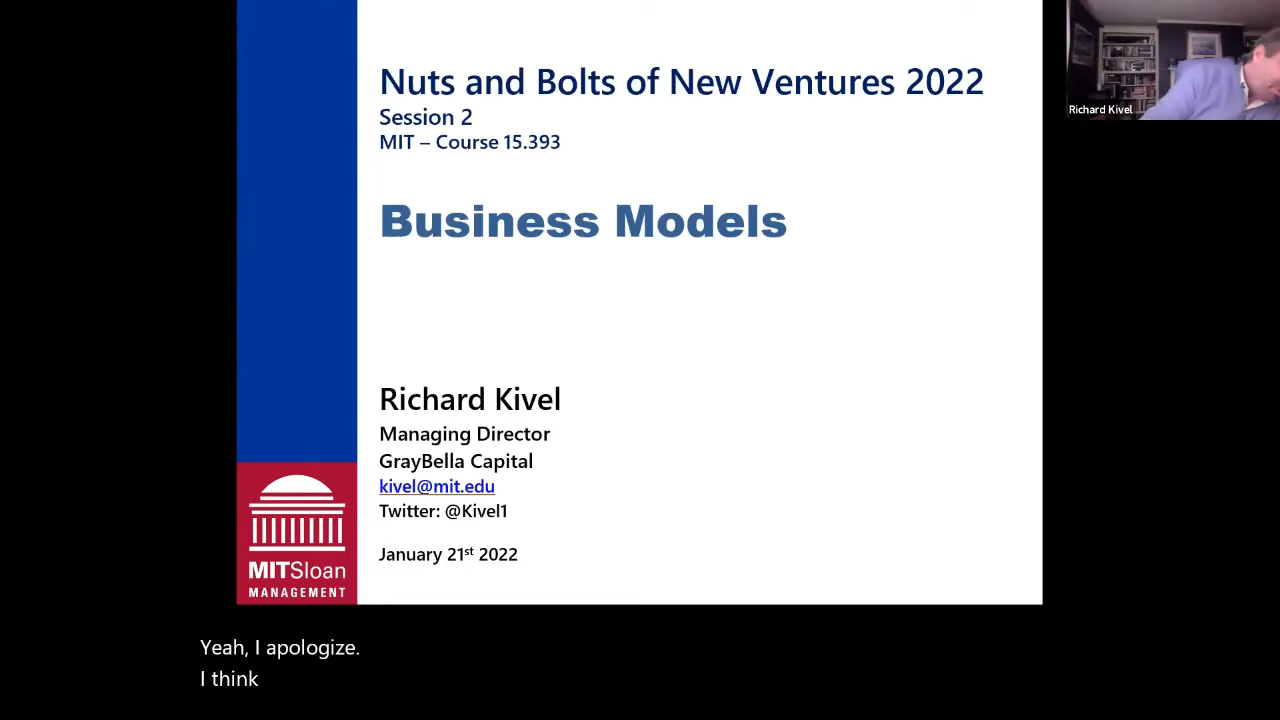 Nuts and Bolts of New Ventures 2022
Session 2
MIT – Course 15.393
Business Models
Richard Kivel
Managing Director
GrayBella Capital
kivel@mit.edu
Twitter: @Kivel1
January 21st 2022
MITSloan
MANAGEMENT
Richard Kivel
Yeah, I apologize.
I think